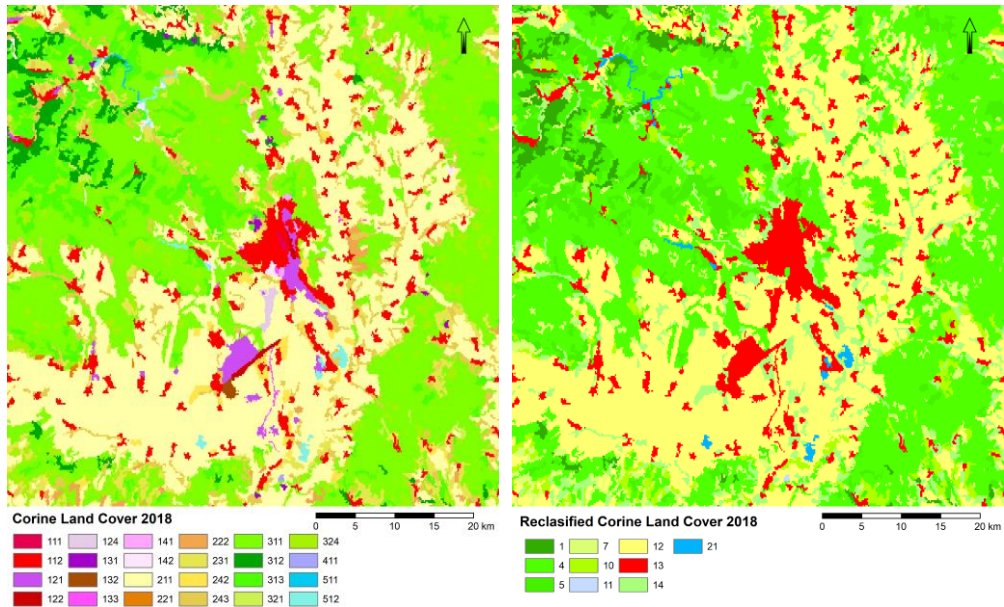 Corine Land Cover 2018
0 5 10 15 20 km
111 124 141 222 311 324
112 131 142 231 312 411
121 132 211 242 313 511
122 133 221 243 321 512
Reclasified Corine Land Cover 2018
0 5 10 15 20 km
1 7 12 21
4 10 13
5 11 14